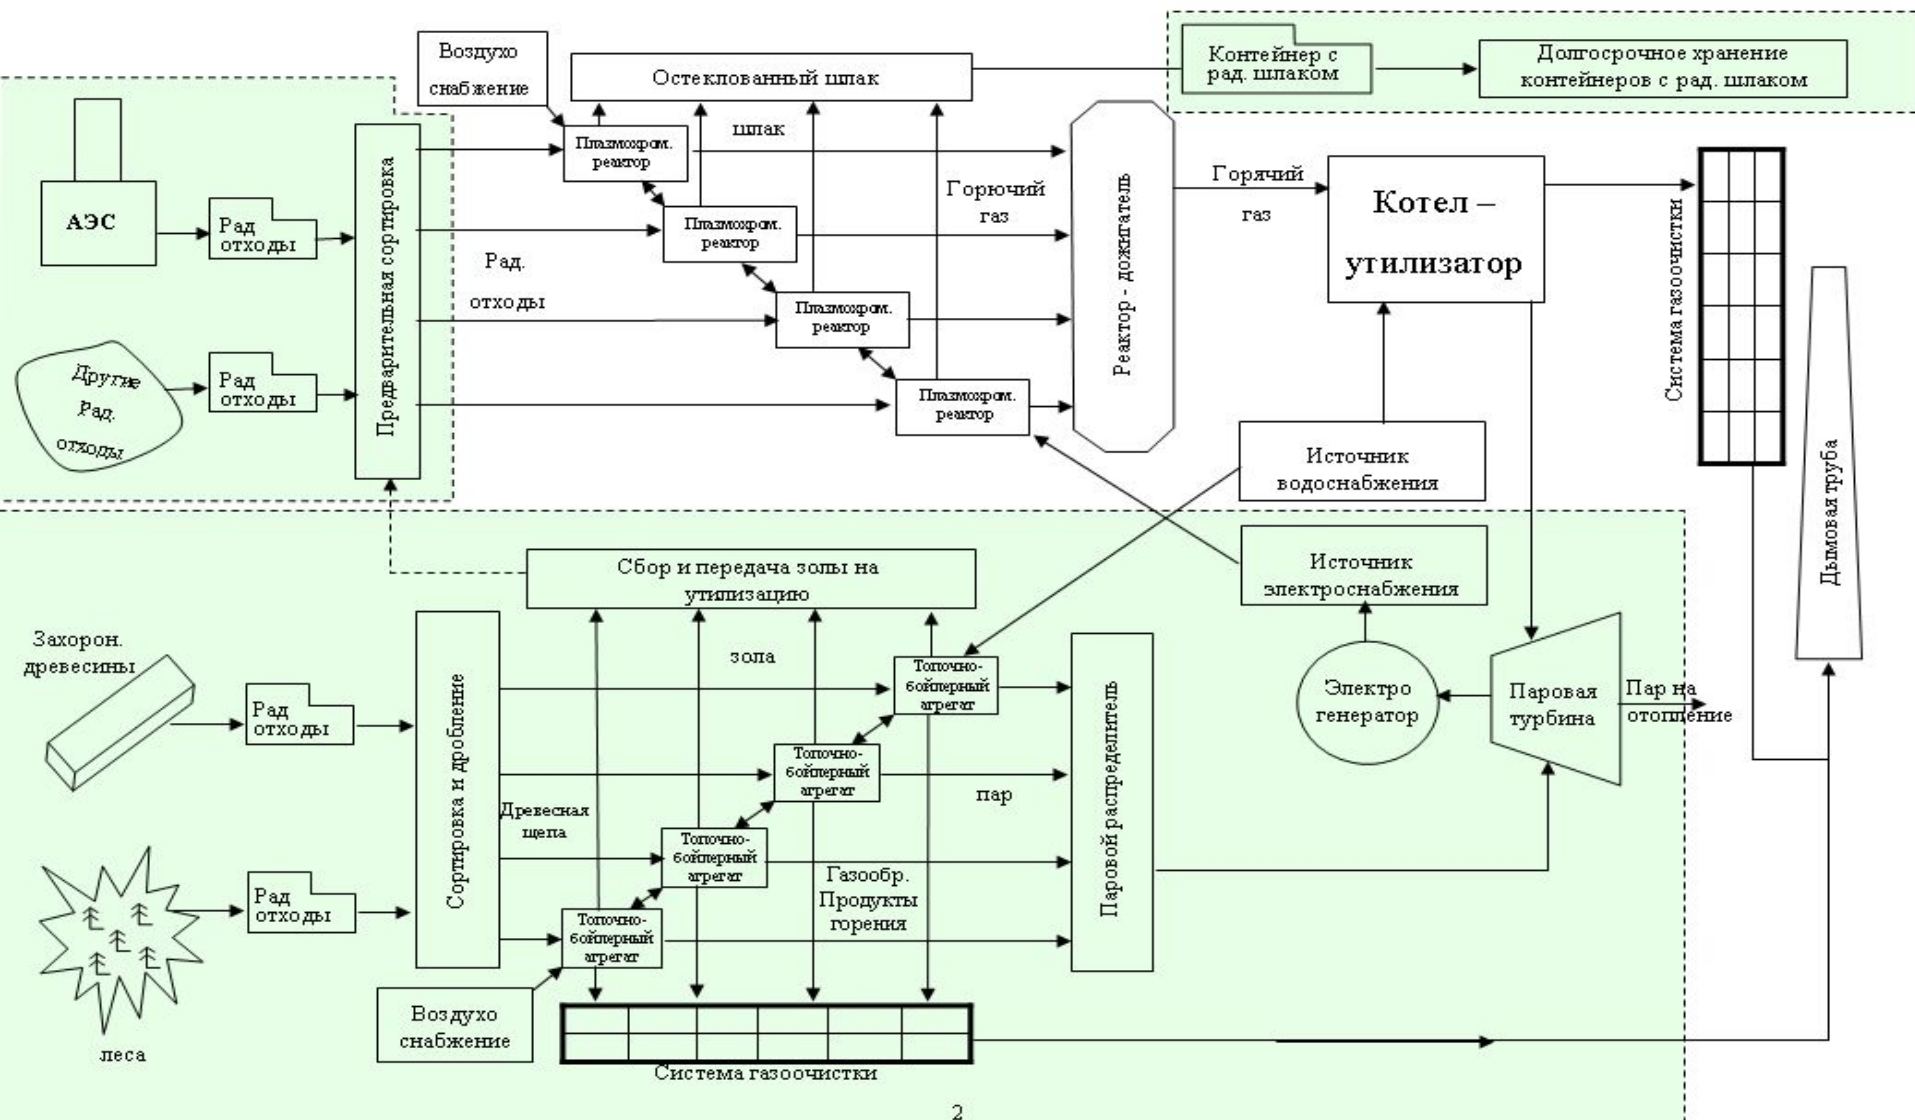 Воздухо
снабжение
Остеклованный шлак
Контейнер с
рад. шлаком
Долгосрочное хранение
контейнеров с рад. шлаком
АЭС
Рад
отходы
Другие
Рад.
отходы
Рад
отходы
Предварительная сортировка
Рад.
отходы
Плазмохром.
реактор
Плазмохром.
реактор
Плазмохром.
реактор
Плазмохром.
реактор
шлак
Горючий
газ
Реактор - дожигатель
Горячий
газ
Котел –
утилизатор
Система газоочистки
Дымовая труба
Источник
водоснабжения
Источник
электроснабжения
Сбор и передача золы на
утилизацию
Захорон.
древесины
Рад
отходы
леса
Рад
отходы
Сортировка и дробление
Древесная
щепа
зола
Топочно-
бойлерный
агрегат
Топочно-
бойлерный
агрегат
Топочно-
бойлерный
агрегат
Топочно-
бойлерный
агрегат
пар
Газообр.
Продукты
горения
Паровой распределитель
Электро
генератор
Паровая
турбина
Пар на
отопление
Воздухо
снабжение
Система газоочистки
2